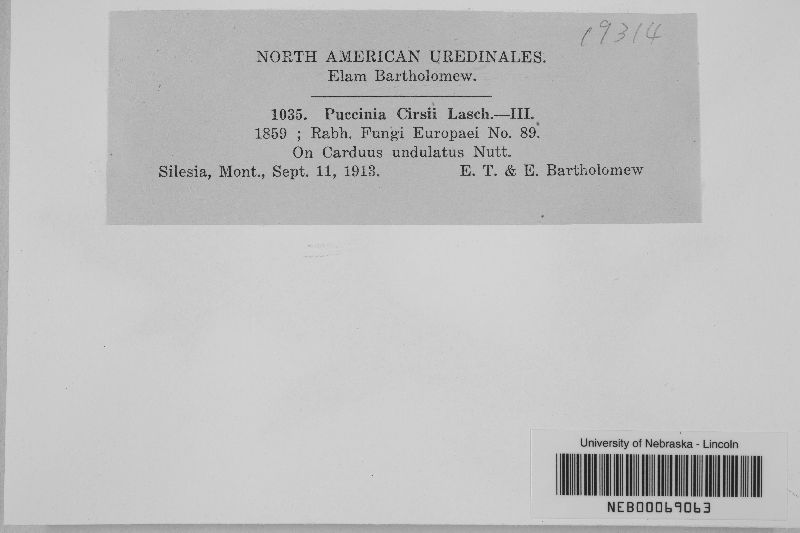 19314
NORTH AMERICAN UREDINALES.
Elam Bartholomew.
1035. Puccinia Cirsii Lasch.—III.
1859 ; Rabh. Fungi Europaei No. 89.
On Carduus undulatus Nutt.
Silesia, Mont., Sept. 11, 1913. E. T. & E. Bartholomew
University of Nebraska - Lincoln
NEB00069063